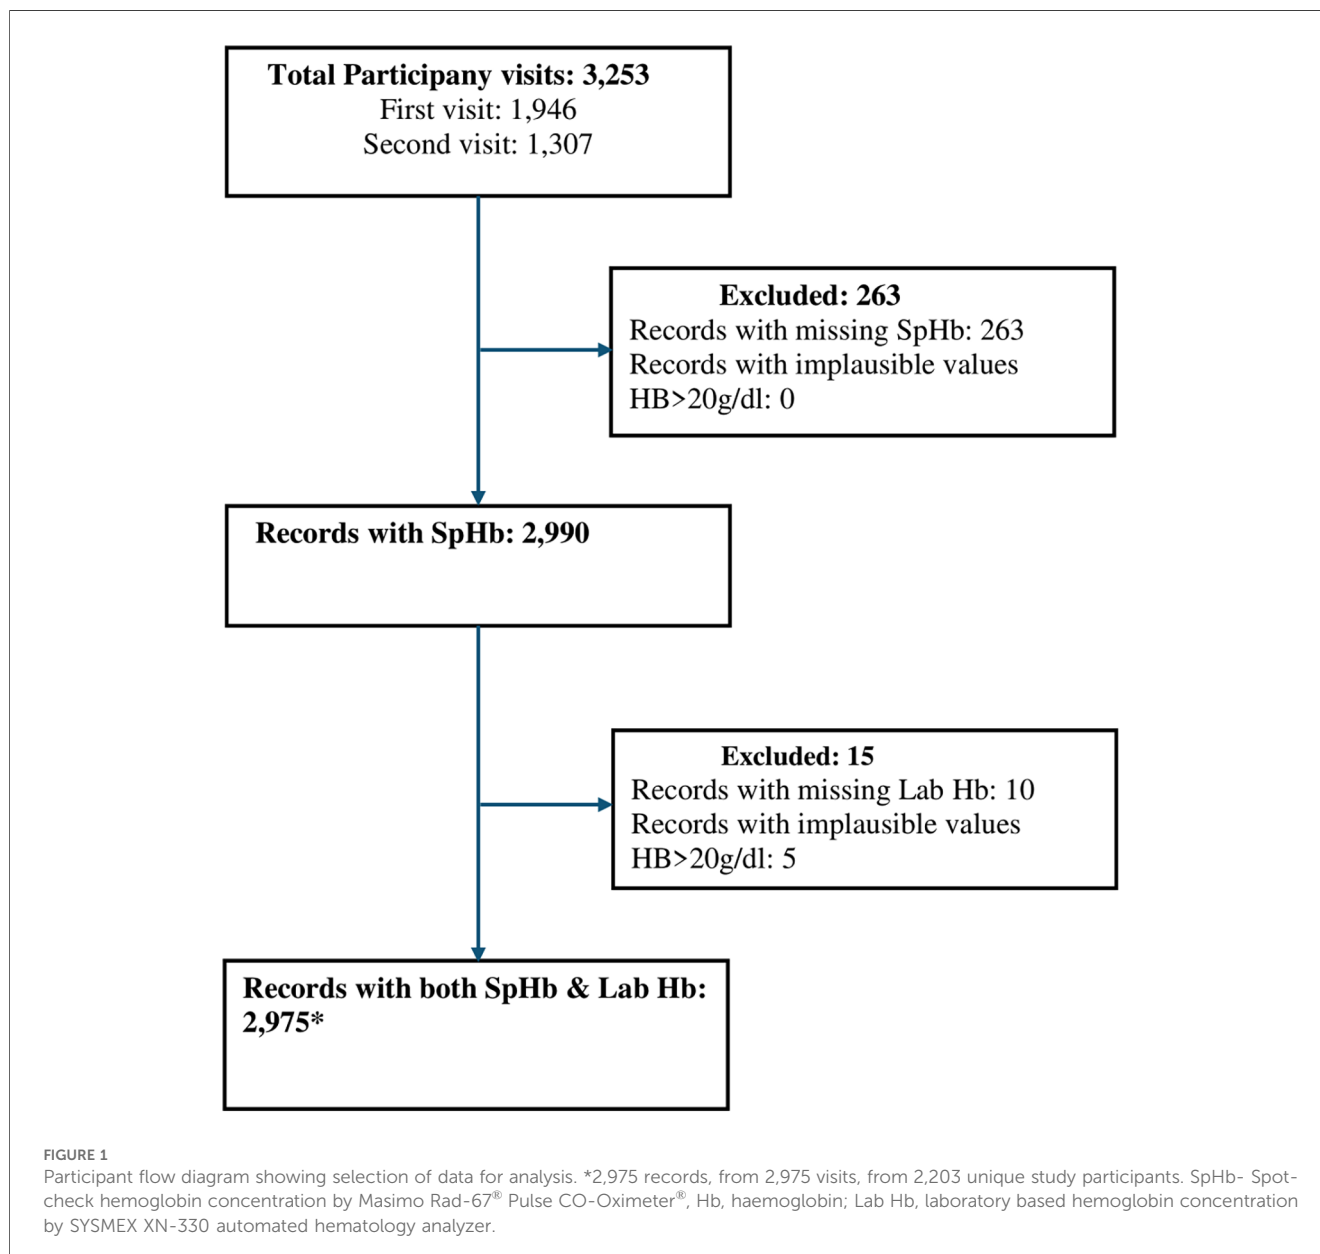 Total Participany visits: 3,253
First visit: 1,946
Second visit: 1,307
Excluded: 263
Records with missing SpHb: 263
Records with implausible values
HB>20g/dl: 0
Records with SpHb: 2,990
Excluded: 15
Records with missing Lab Hb: 10
Records with implausible values
HB>20g/dl: 5
Records with both SpHb & Lab Hb:
2,975*
FIGURE 1
Participant flow diagram showing selection of data for analysis. *2,975 records, from 2,975 visits, from 2,203 unique study participants. SpHb- Spot-
check hemoglobin concentration by Masimo Rad-67® Pulse CO-Oximeter®, Hb, haemoglobin; Lab Hb, laboratory based hemoglobin concentration
by SYSMEX XN-330 automated hematology analyzer.